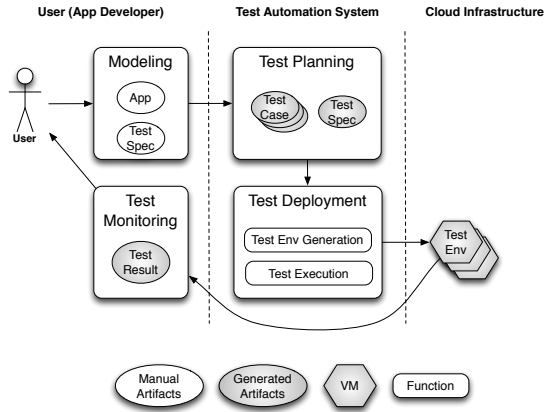 User (App Developer)
Test Automation System
Cloud Infrastructure
Modeling
App
Test
Spec
User
Test Planning
Test
Case
Test
Spec
Test
Monitoring
Test
Result
Test Deployment
Test Env Generation
Test Execution
Test
Env
Manual
Artifacts
Generated
Artifacts
VM
Function